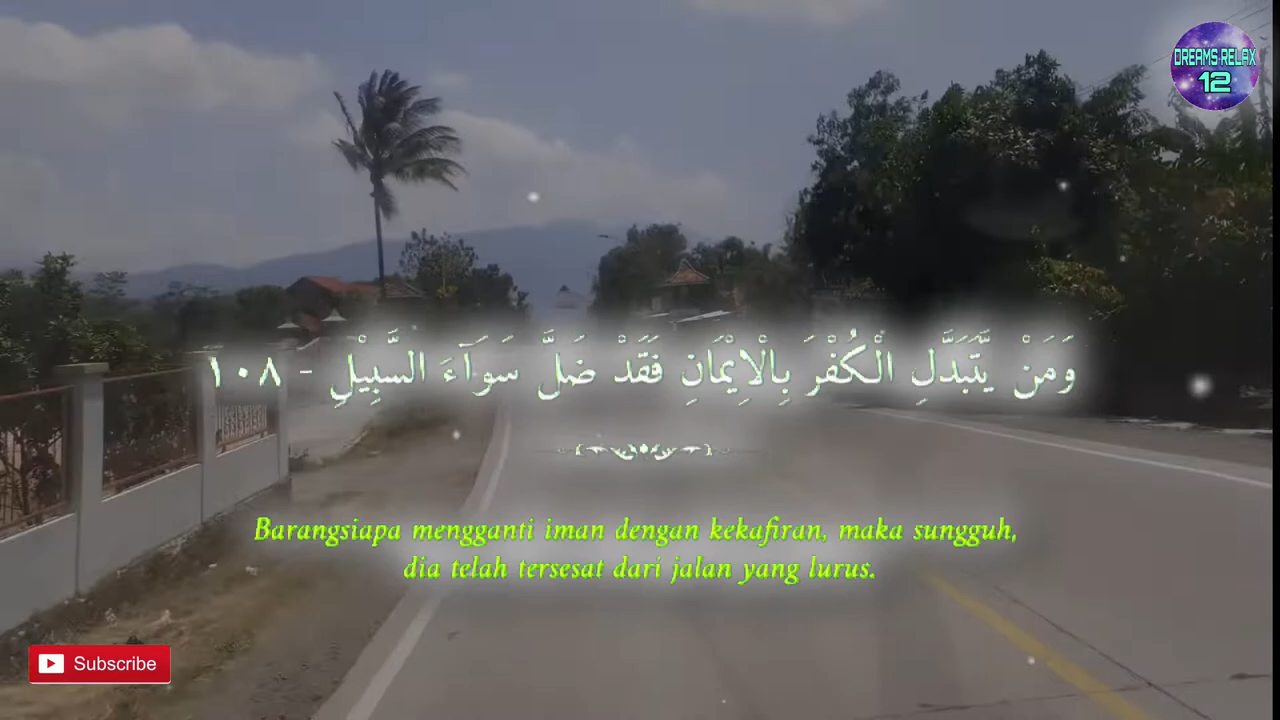 DREAMS RELAX
12
وَمَنْ يَّتَبَدَّلِ الْكُفْرَ بِالْاِيْمَانِ فَقَدْ ضَلَّ سَوَاۤءَ السَّبِيْلِ - ١٠٨
Barangsiapa mengganti iman dengan kekafiran, maka sungguh,
dia telah tersesat dari jalan yang lurus.
Subscribe